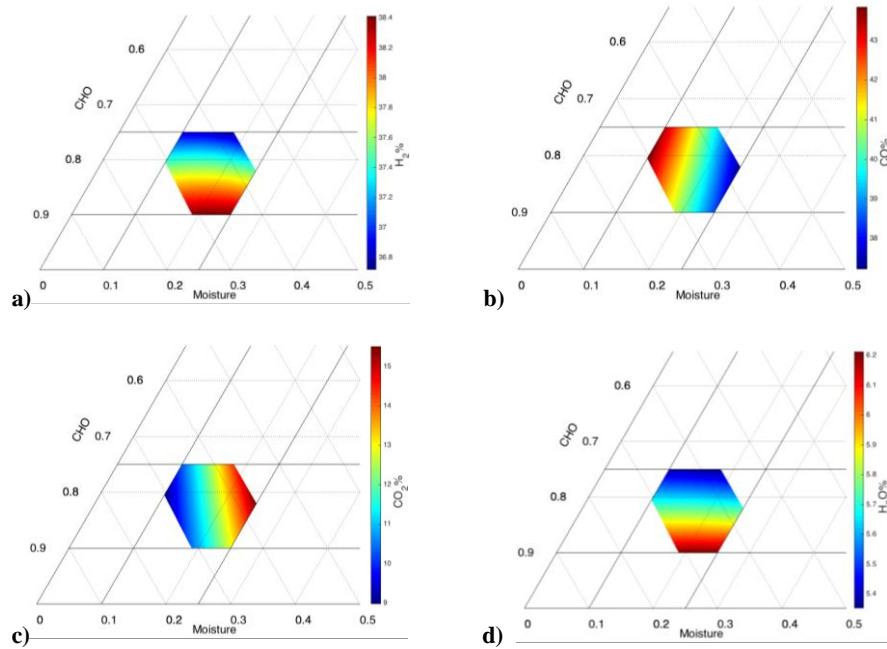 38.4
38.2
38
37.8
37.6
37.4
37.2
37
36.8
H2%
0.6
0.7
0.8
0.9
CHO
0 0.1 0.2 0.3 0.4 0.5
Moisture
a)
43
42
41
40
39
38
CO%
0.6
0.7
0.8
0.9
CHO
0 0.1 0.2 0.3 0.4 0.5
Moisture
b)
15
14
13
12
11
10
9
CO2%
0.6
0.7
0.8
0.9
CHO
0 0.1 0.2 0.3 0.4 0.5
Moisture
c)
6.2
6.1
6
5.9
5.8
5.7
5.6
5.5
5.4
H_O%
0.6
0.7
0.8
0.9
CHO
0 0.1 0.2 0.3 0.4 0.5
Moisture
d)